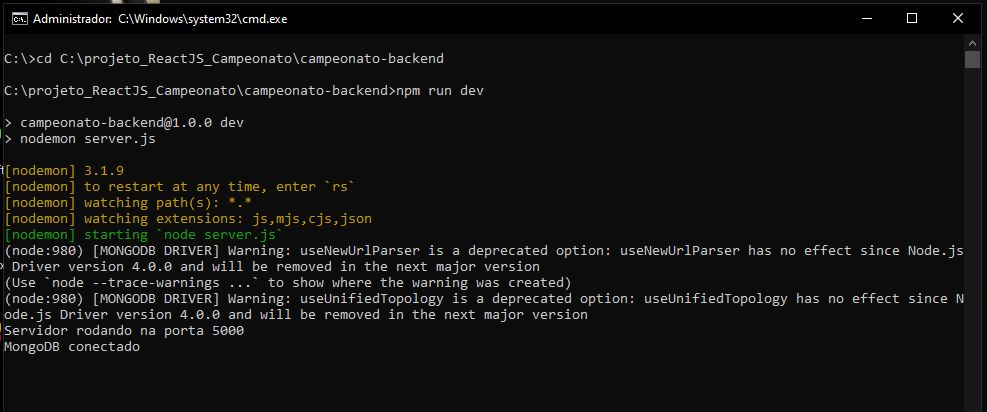 Administrador: C:\Windows\system32\cmd.exe
C:\>cd C:\projeto_ReactJS_Campeonato\campeonato-backend
C:\projeto_ReactJS_Campeonato\campeonato-backend>npm run dev
> campeonato-backend@1.0.0 dev
> nodemon server.js
[nodemon] 3.1.9
[nodemon] to restart at any time, enter `rs`
[nodemon] watching path(s): *.*
[nodemon] watching extensions: js,mjs,cjs,json
[nodemon] starting `node server.js`
(node:980) [MONGODB DRIVER] Warning: useNewUrlParser is a deprecated option: useNewUrlParser has no effect since Node.js
 Driver version 4.0.0 and will be removed in the next major version
(Use `node --trace-warnings ...` to show where the warning was created)
(node:980) [MONGODB DRIVER] Warning: useUnifiedTopology is a deprecated option: useUnifiedTopology has no effect since N
ode.js Driver version 4.0.0 and will be removed in the next major version
Servidor rodando na porta 5000
MongoDB conectado